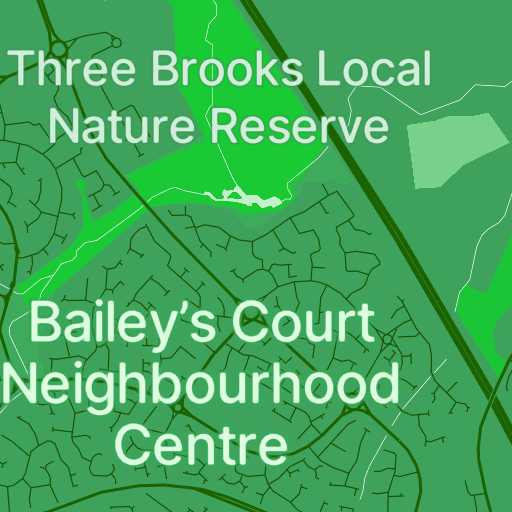 Three Brooks Local
Nature Reserve
Bailey’s Court
Neighbourhood
Centre